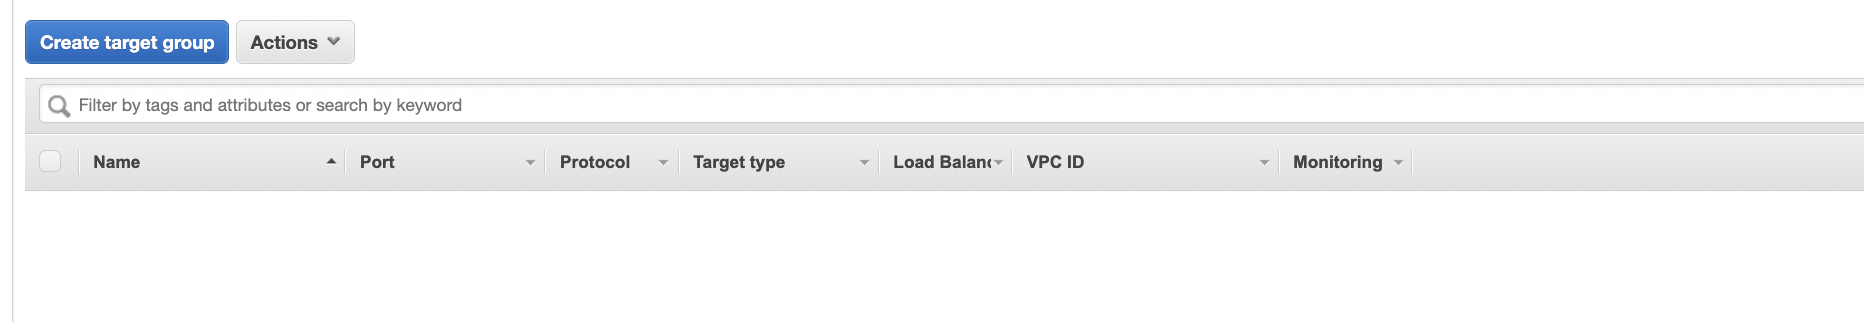 Create target group Actions
Filter by tags and attributes or search by keyword
Name Port Protocol Target type Load Balanc VPC ID Monitoring